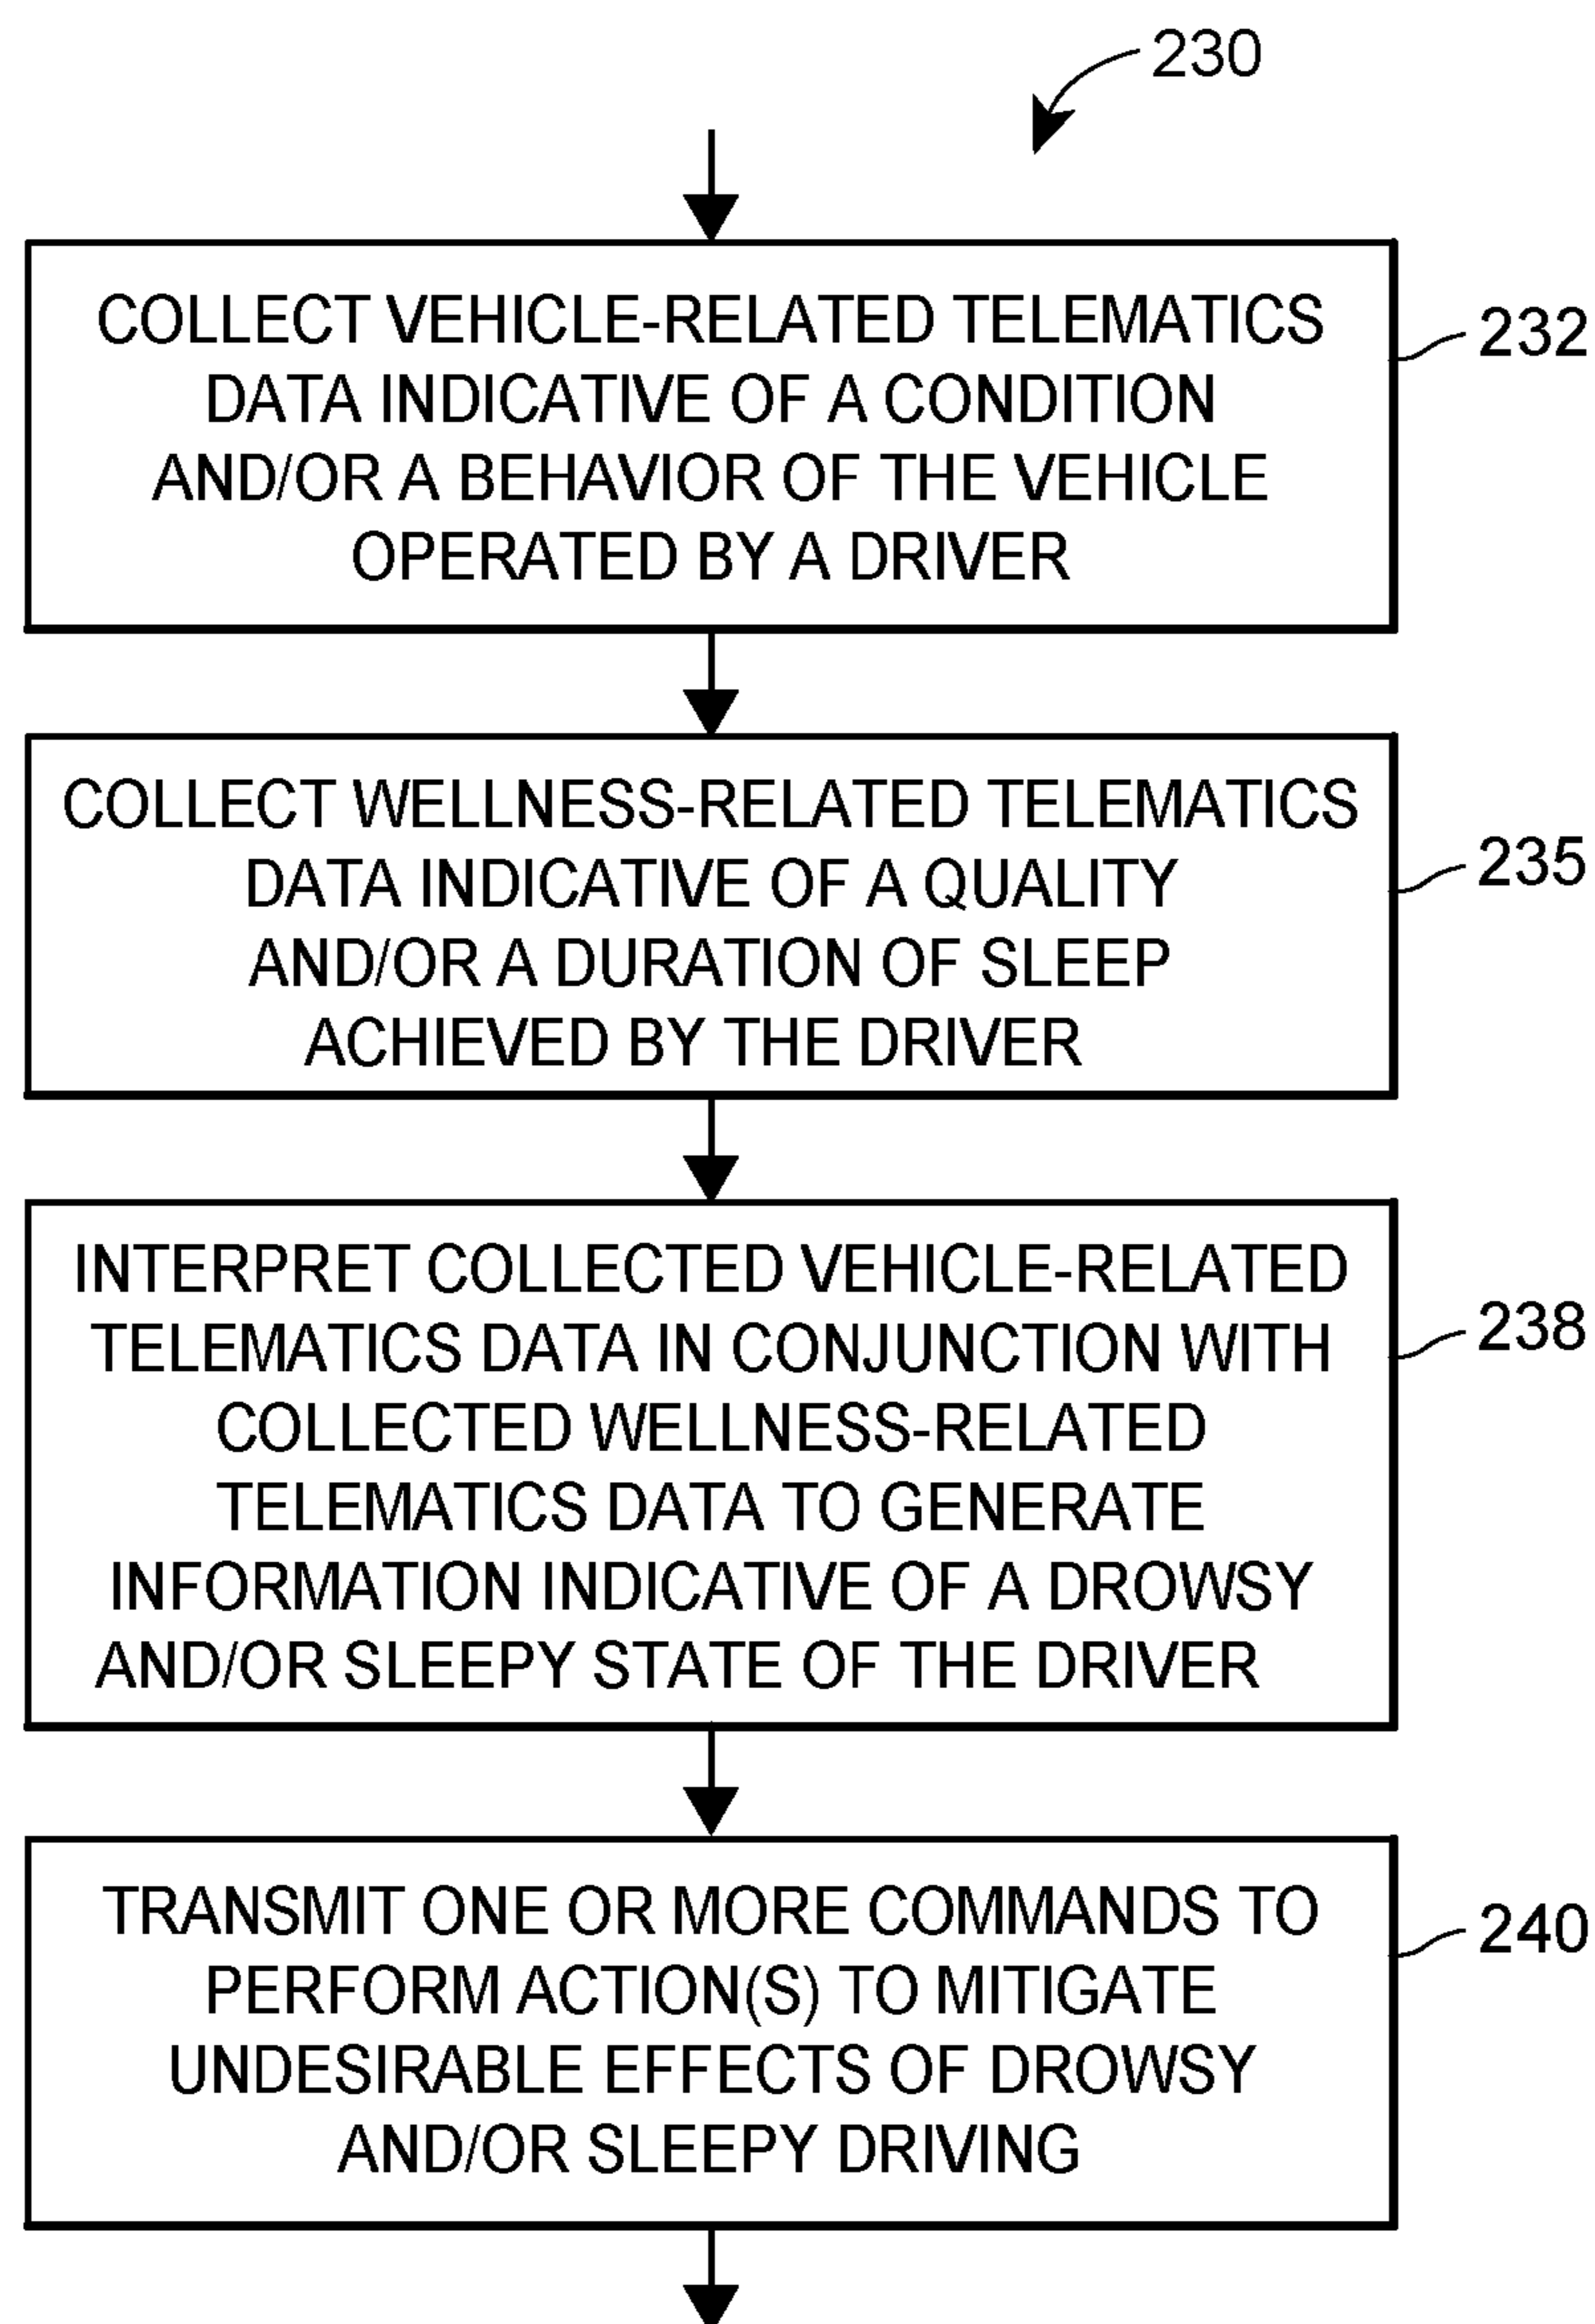 230
COLLECT VEHICLE-RELATED TELEMATICS
DATA INDICATIVE OF A CONDITION
AND/OR A BEHAVIOR OF THE VEHICLE
OPERATED BY A DRIVER
232
COLLECT WELLNESS-RELATED TELEMATICS
DATA INDICATIVE OF A QUALITY
AND/OR A DURATION OF SLEEP
ACHIEVED BY THE DRIVER
235
INTERPRET COLLECTED VEHICLE-RELATED
TELEMATICS DATA IN CONJUNCTION WITH
COLLECTED WELLNESS-RELATED
TELEMATICS DATA TO GENERATE
INFORMATION INDICATIVE OF A DROWSY
AND/OR SLEEPY STATE OF THE DRIVER
238
TRANSMIT ONE OR MORE COMMANDS TO
PERFORM ACTION(S) TO MITIGATE
UNDESIRABLE EFFECTS OF DROWSY
AND/OR SLEEPY DRIVING
240